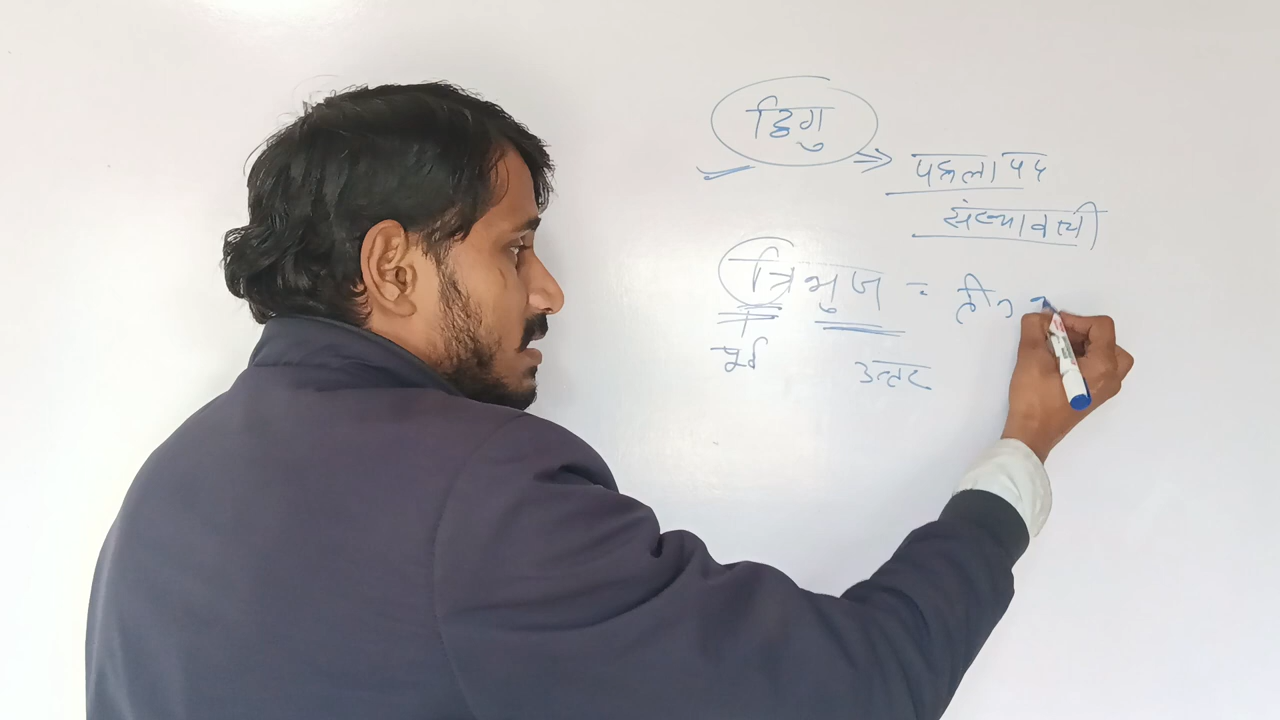 द्विगु
पहला पद
संख्यावाची
त्रिभुज = तीन
पूर्व उत्तर